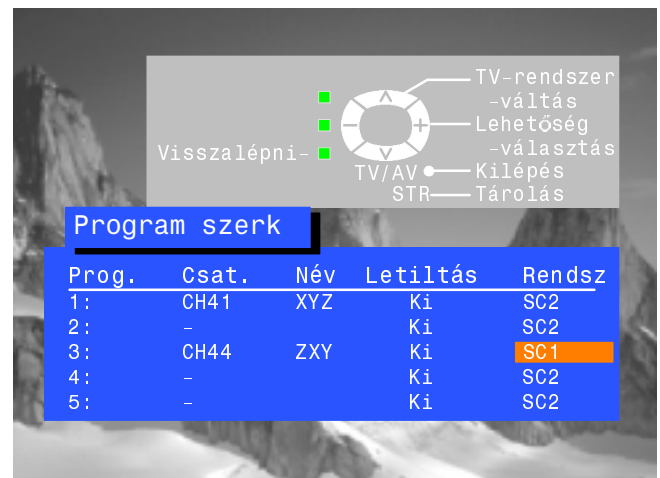 TV-rendszer
-váltás
Lehetőség
-választás
Visszalépni-
TV/AV Kilépés
STR Tárolás
Program szerk
Prog. Csat. Név Letiltás Rendsz
1: CH41 XYZ Ki SC2
2: - Ki SC2
3: CH44 ZXY Ki SC1
4: - Ki SC2
5: - Ki SC2